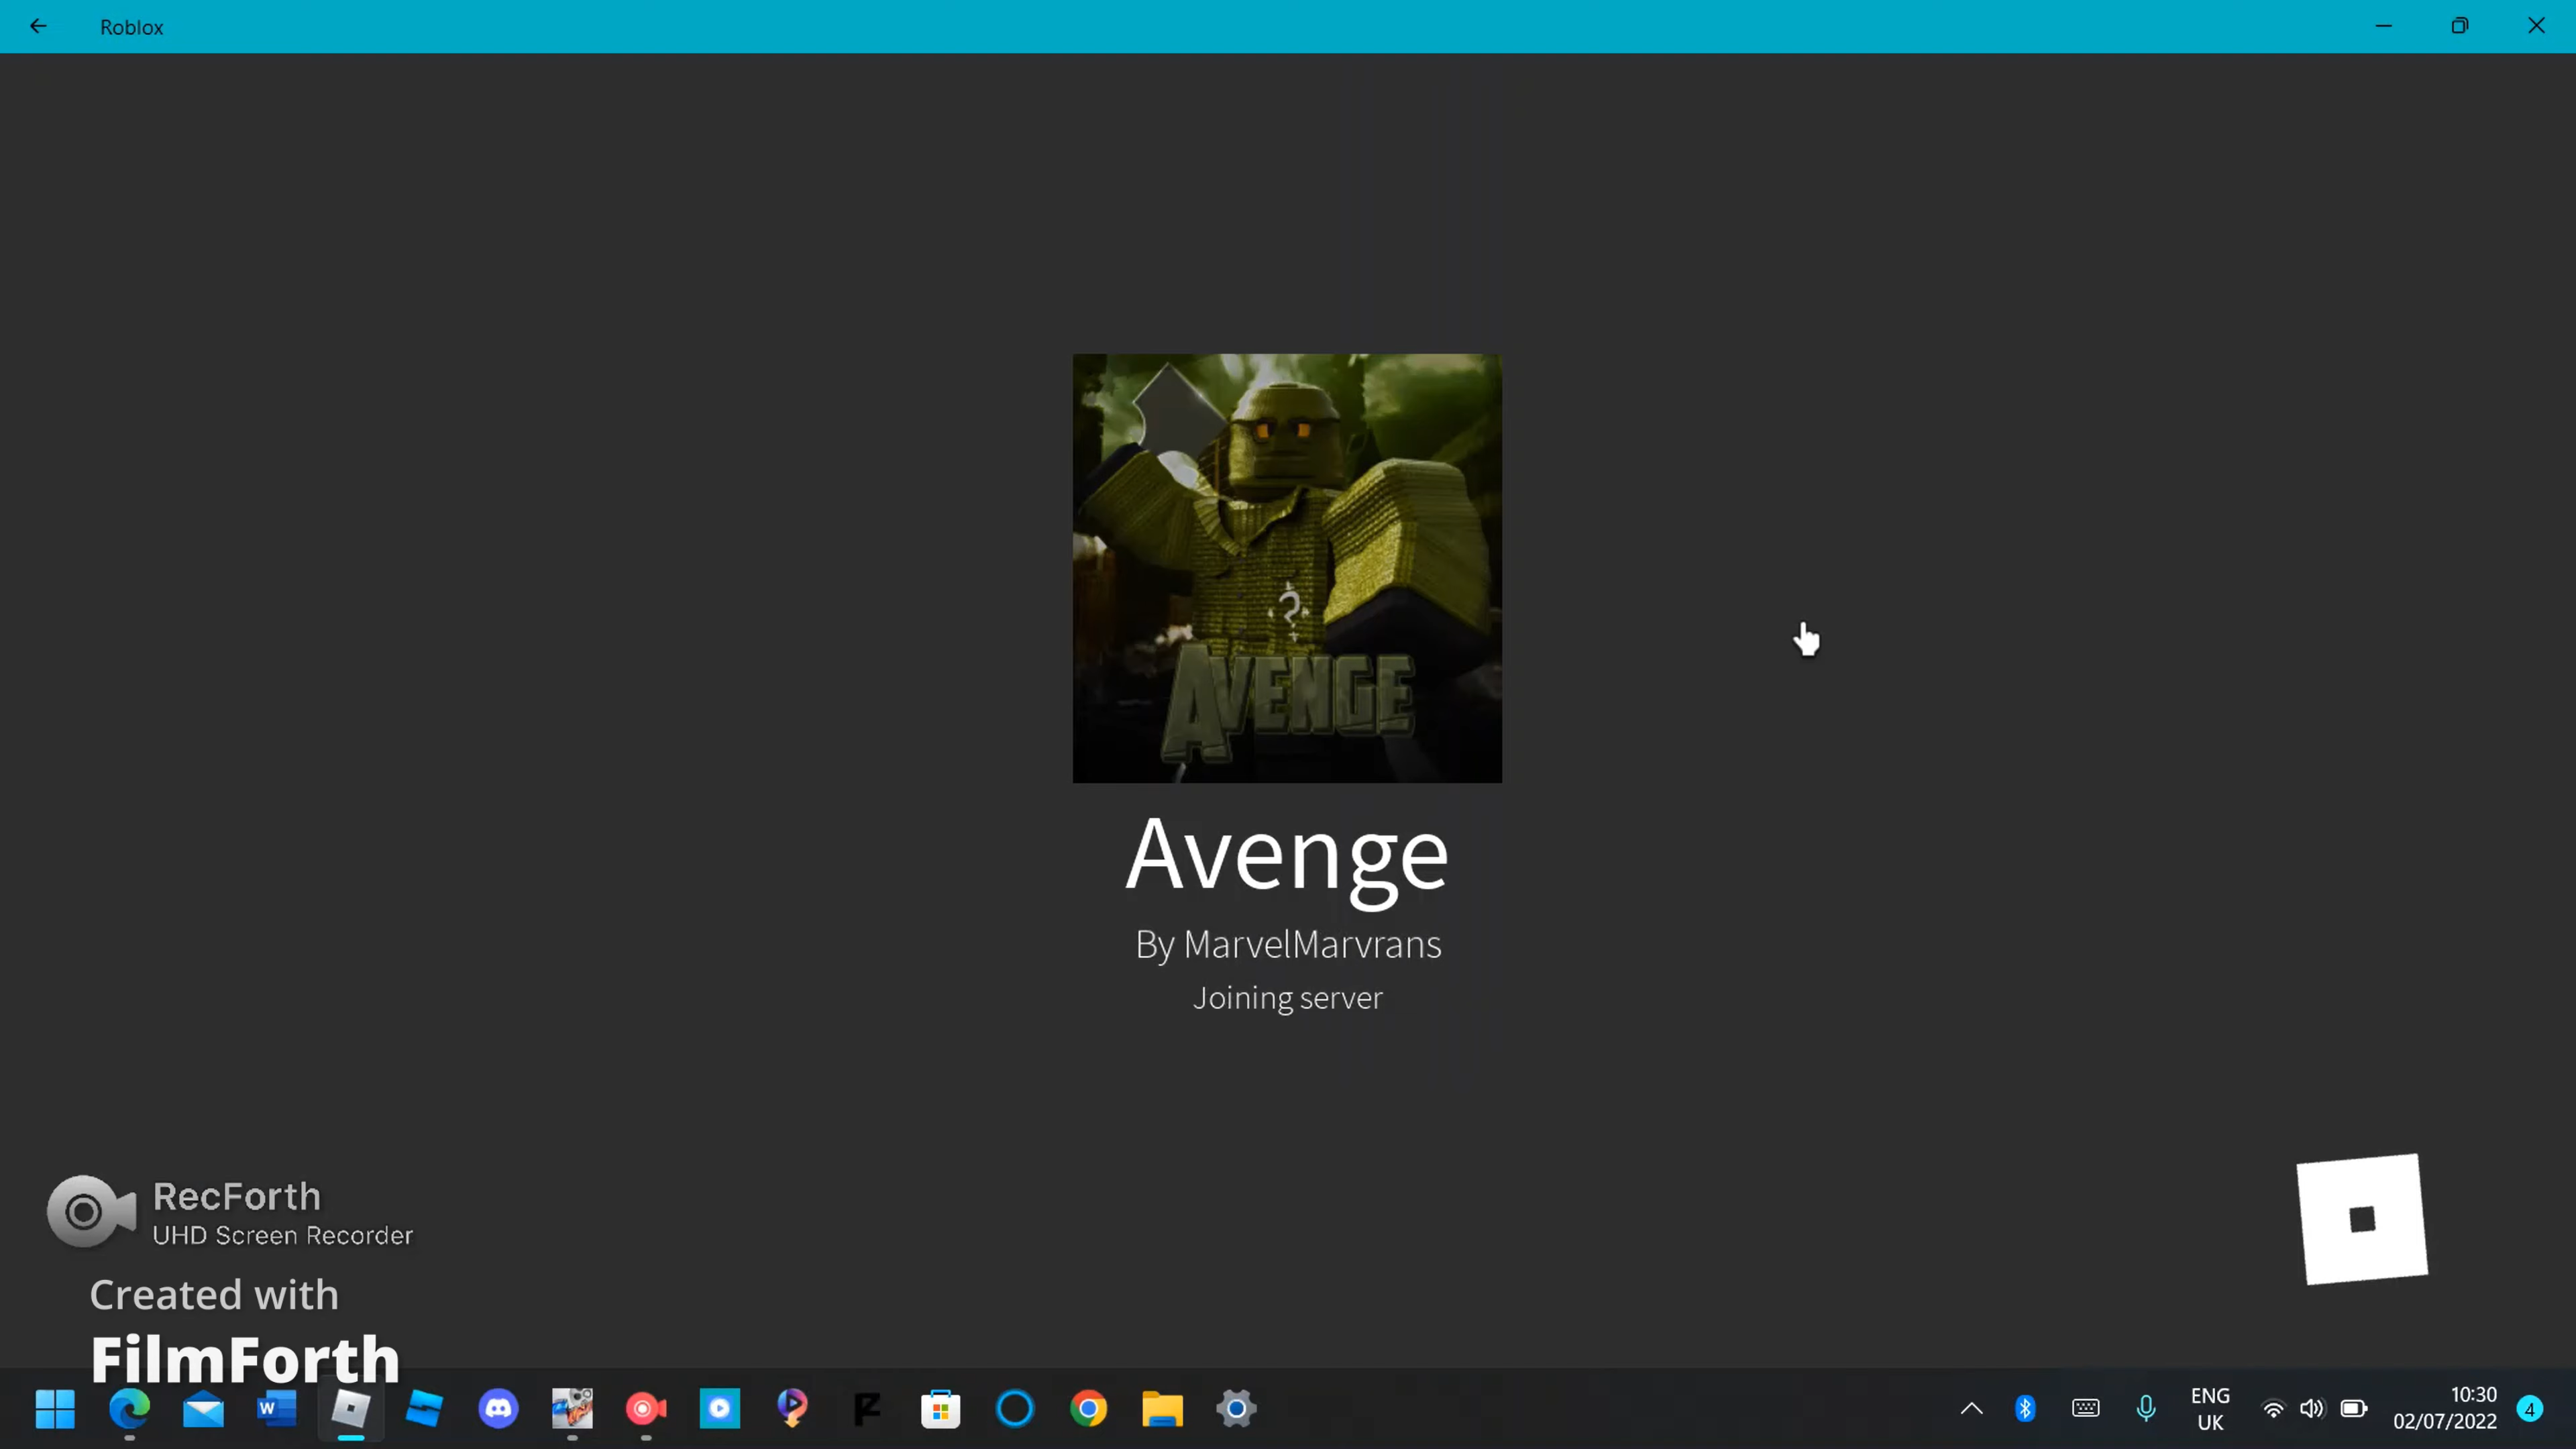 Roblox
?
AVENGE
Avenge
By MarvelMarvrans
Joining server
RecForth
UHD Screen Recorder
Created with
FilmForth
W
ENG
UK
10:30
02/07/2022
4